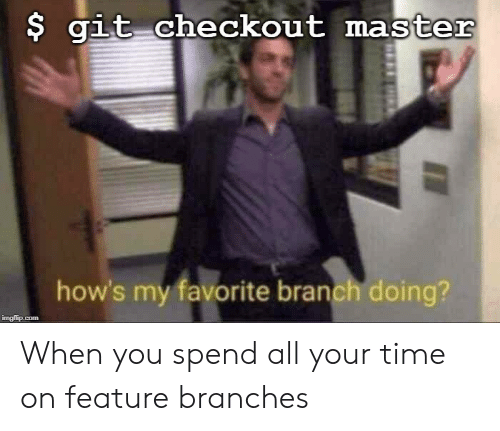 $ git checkout master
how's my favorite branch doing?
imgflip.com
When you spend all your time
on feature branches